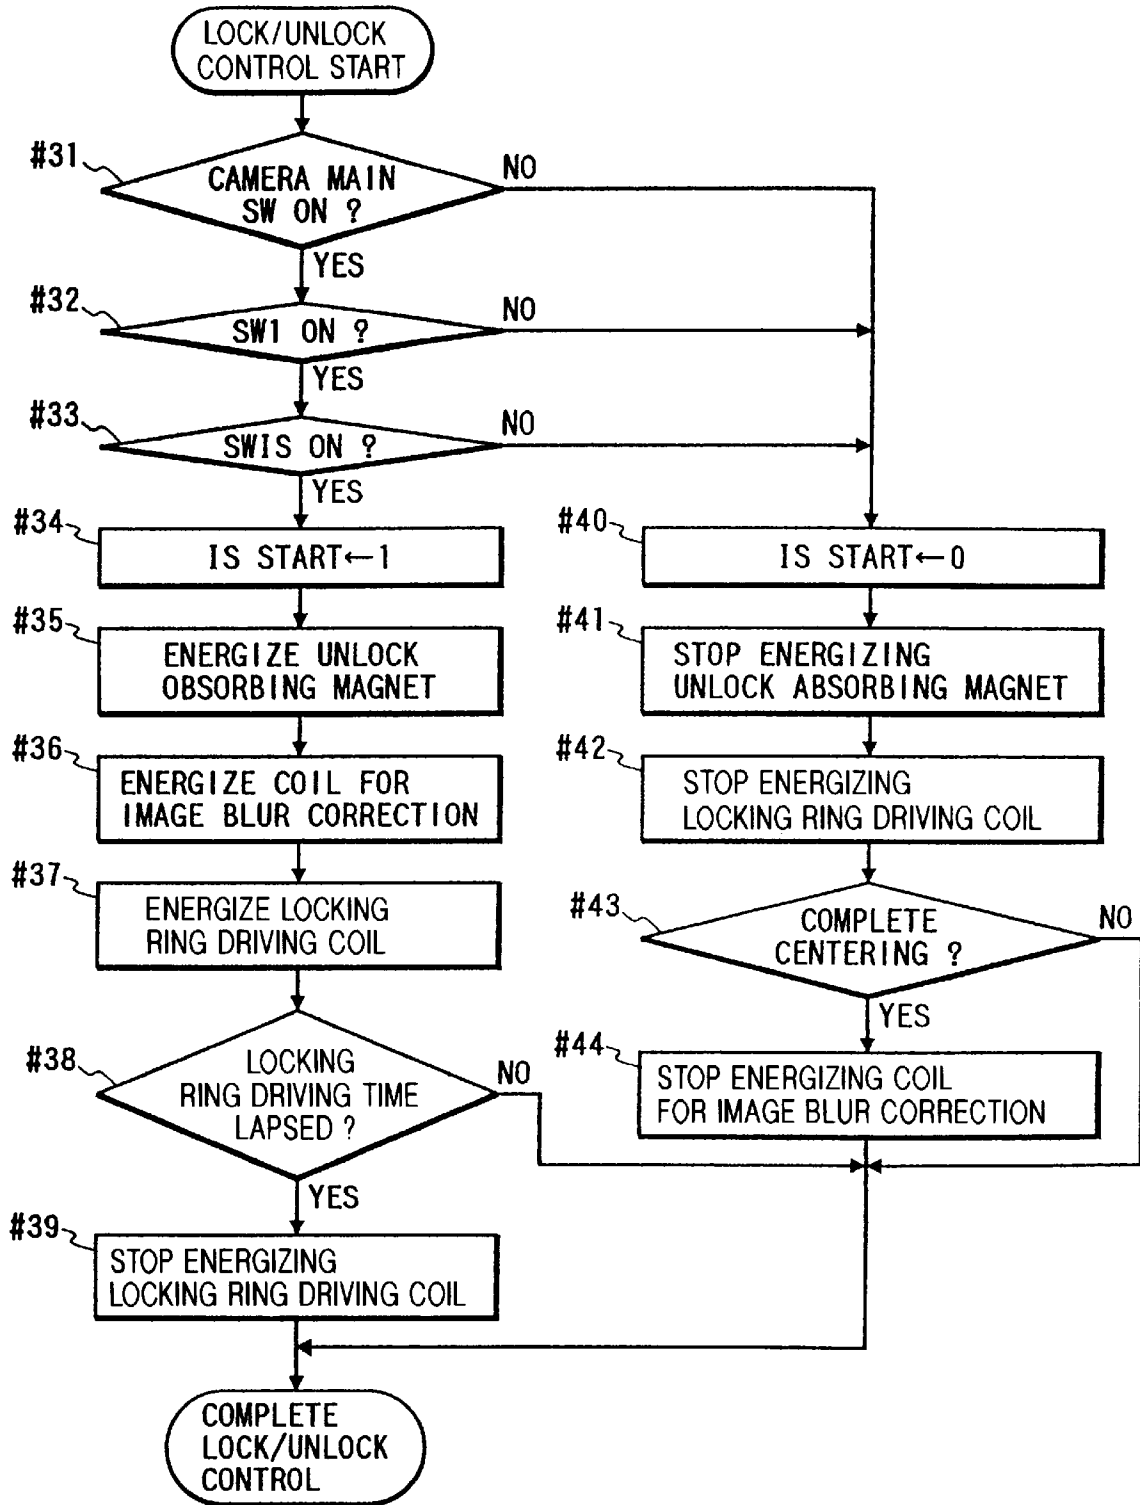 LOCK/UNLOCK
CONTROL START
#31
CAMERA MAIN
SW ON ?
NO
YES
#32
SW1 ON ?
NO
YES
#33
SWIS ON ?
NO
YES
#34
IS START←1
#35
ENERGIZE UNLOCK
OBSORBING MAGNET
#36
ENERGIZE COIL FOR
IMAGE BLUR CORRECTION
#37
ENERGIZE LOCKING
RING DRIVING COIL
#38
LOCKING
RING DRIVING TIME
LAPSED ?
NO
YES
#39
STOP ENERGIZING
LOCKING RING DRIVING COIL
#40
IS START←0
#41
STOP ENERGIZING
UNLOCK ABSORBING MAGNET
#42
STOP ENERGIZING
LOCKING RING DRIVING COIL
#43
COMPLETE
CENTERING ?
NO
YES
#44
STOP ENERGIZING COIL
FOR IMAGE BLUR CORRECTION
COMPLETE
LOCK/UNLOCK
CONTROL